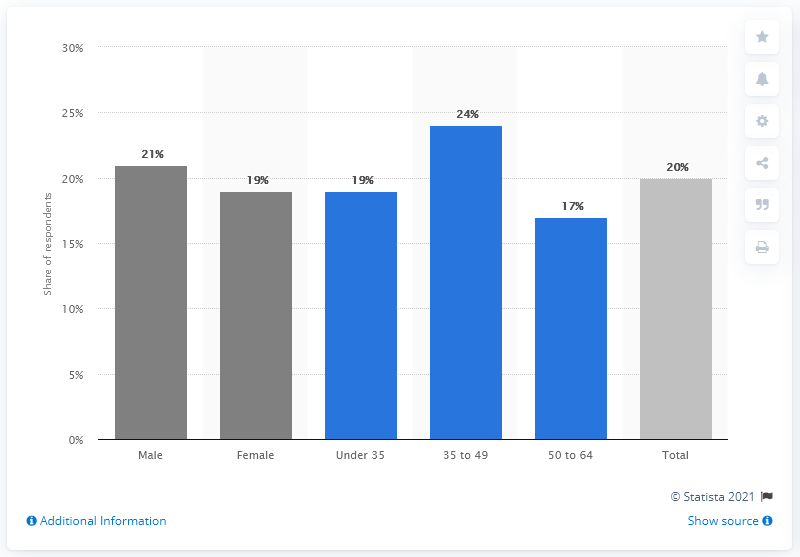 30%
25%
20%
15%
10%
5%
0%
Share of respondents
21%
19%
19%
24%
17%
20%
Male
Female
Under 35
35 to 49
50 to 64
Total
© Statista 2021
Additional Information
Show source